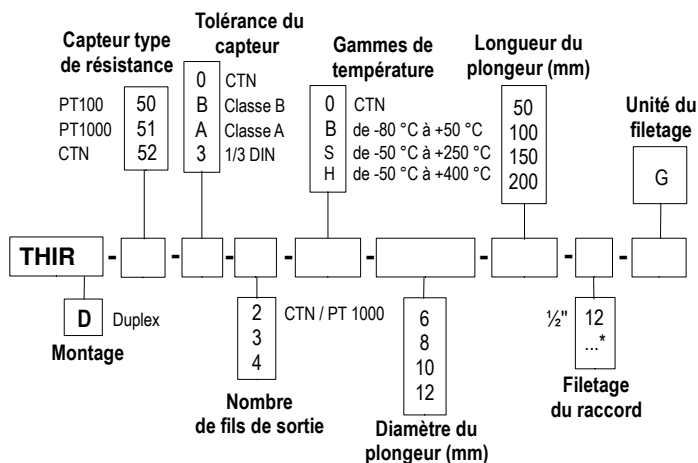 Capteur type
de résistance
PT100 50
PT1000 51
CTN 52
Tolérance du
capteur
0 CTN
B Classe B
A Classe A
3 1/3 DIN
Gammes de
température
0 CTN
B de -80 °C à +50 °C
S de -50 °C à +250 °C
H de -50 °C à +400 °C
Longueur du
plongeur (mm)
50
100
150
200
Unité du
filetage
G
THIR - - - - - - - -
D Duplex
Montage
2 CTN / PT 1000
3
4
Nombre
de fils de sortie
6
8
10
12
Diamètre du
plongeur (mm)
½" 12
...*
Filetage
du raccord